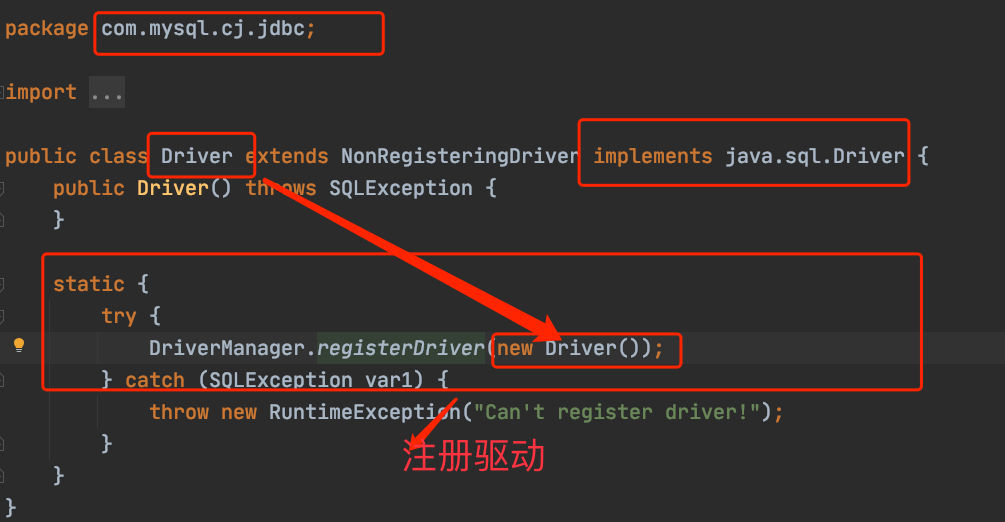 package com.mysql.cj.jdbc;
import ...
public class Driver extends NonRegisteringDriver implements java.sql.Driver {
    public Driver() throws SQLException {
    }
    static {
        try {
            DriverManager.registerDriver(new Driver());
        } catch (SQLException var1) {
            throw new RuntimeException("Can't register driver!");
        }
注册驱动
    }
}